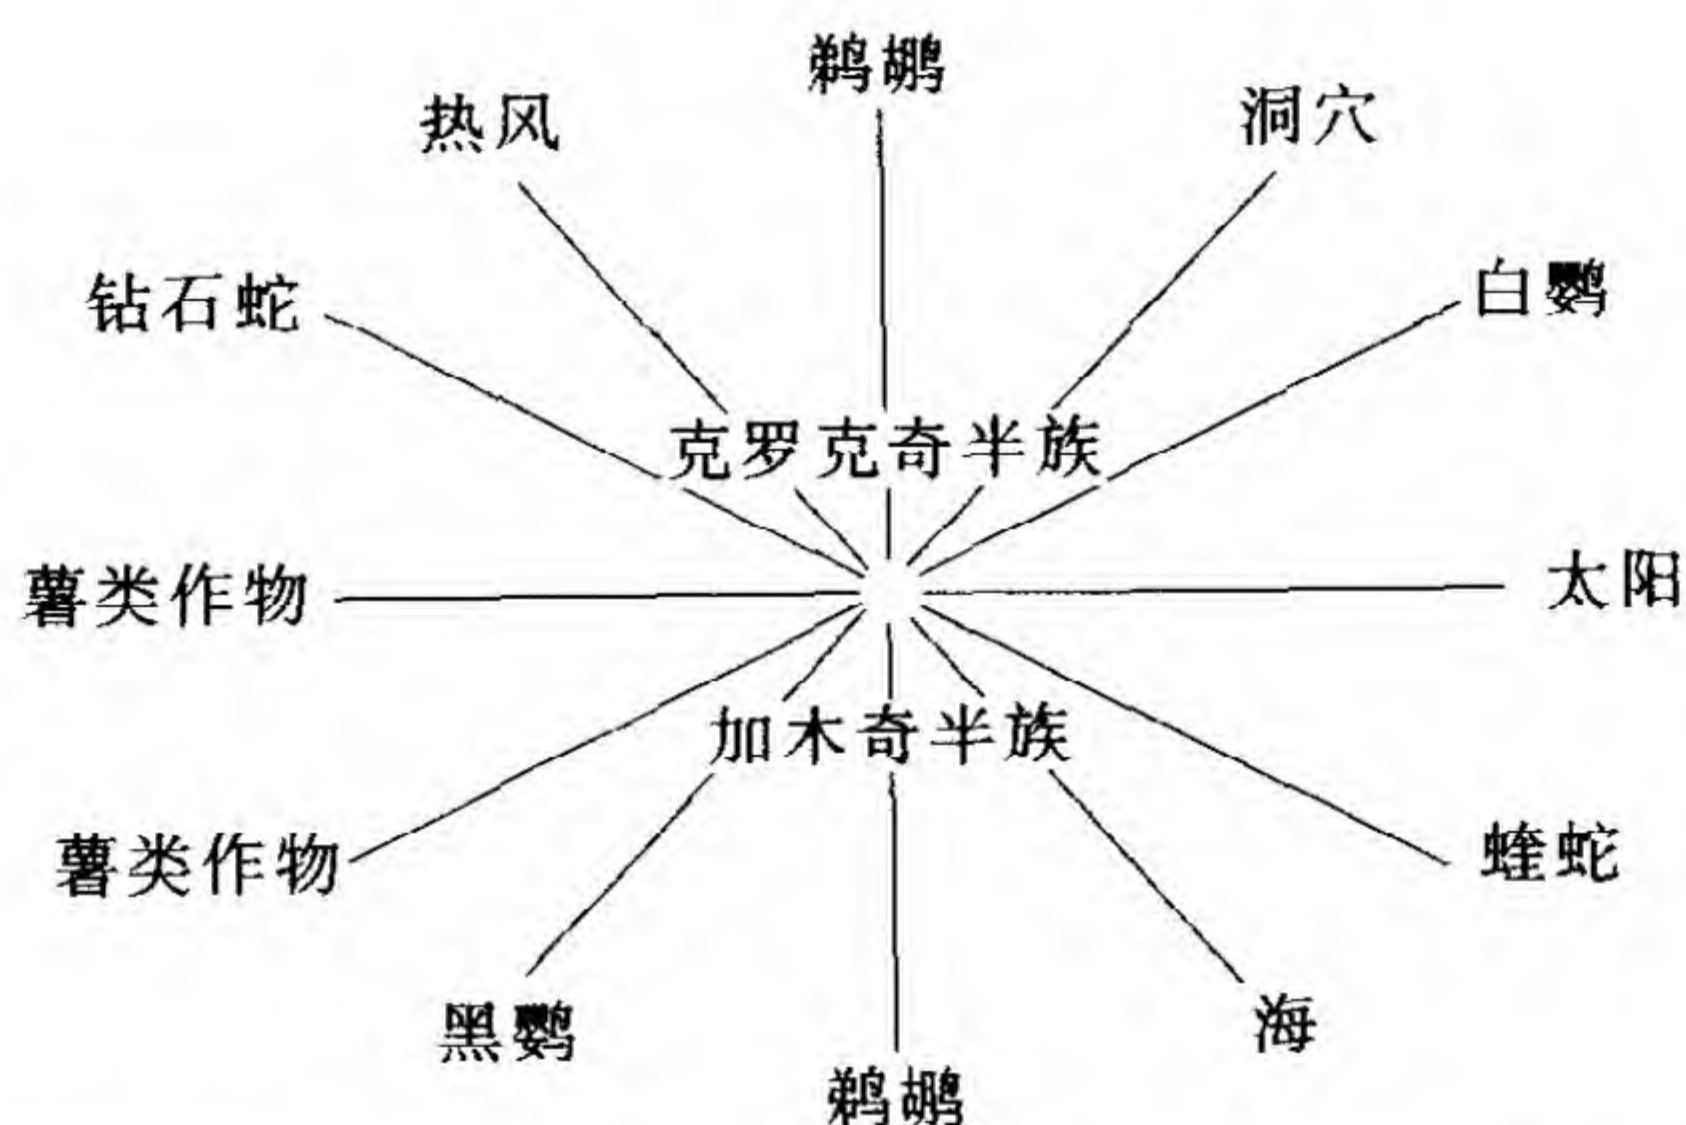 鹈鹕
热风
洞穴
钻石蛇
白鹦
克罗克奇半族
薯类作物
太阳
加木奇半族
薯类作物
蝰蛇
黑鹦
海
鹈鹕